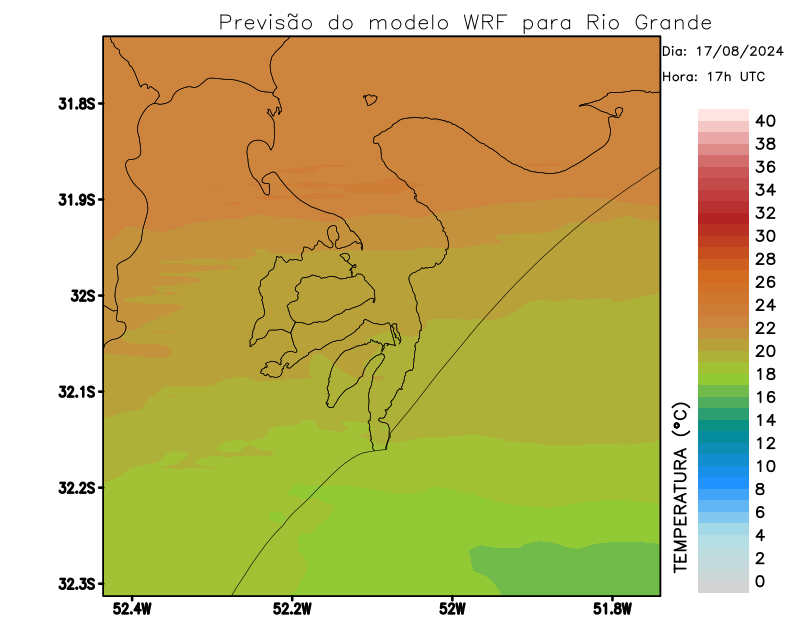 Previsão do modelo WRF para Rio Grande
Dia: 17/08/2024
Hora: 17h UTC
31.8S
31.9S
32S
32.1S
32.2S
32.3S
52.4W
52.2W
52W
51.8W
TEMPERATURA (°C)
40
38
36
34
32
30
28
26
24
22
20
18
16
14
12
10
8
6
4
2
0